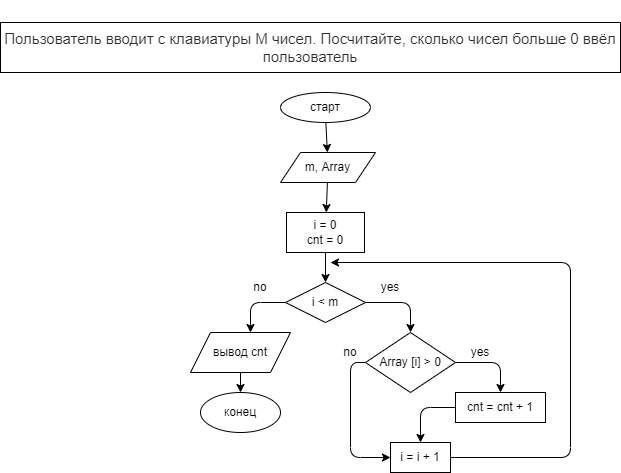 Пользователь вводит с клавиатуры М чисел. Посчитайте, сколько чисел больше 0 ввёл
пользователь
старт
m, Array
i = 0
cnt = 0
no
yes
i < m
вывод cnt
no
Array [i] > 0
yes
конец
cnt = cnt + 1
i = i + 1